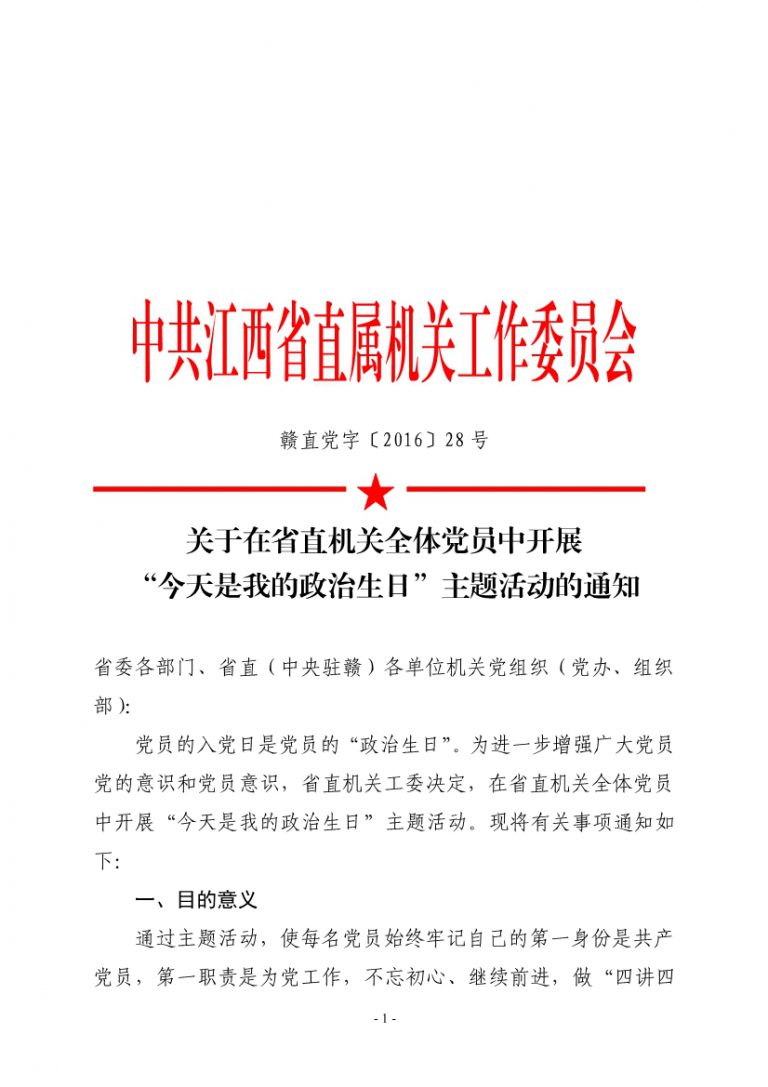 中共江西省直属机关工作委员会
赣直党字〔2016〕28 号
关于在省直机关全体党员中开展
“今天是我的政治生日”主题活动的通知
省委各部门、省直（中央驻赣）各单位机关党组织（党办、组织
部）：
党员的入党日是党员的“政治生日”。为进一步增强广大党员
党的意识和党员意识，省直机关工委决定，在省直机关全体党员
中开展“今天是我的政治生日”主题活动。现将有关事项通知如
下：
一、目的意义
通过主题活动，使每名党员始终牢记自己的第一身份是共产
党员，第一职责是为党工作，不忘初心、继续前进，做“四讲四
- 1 -